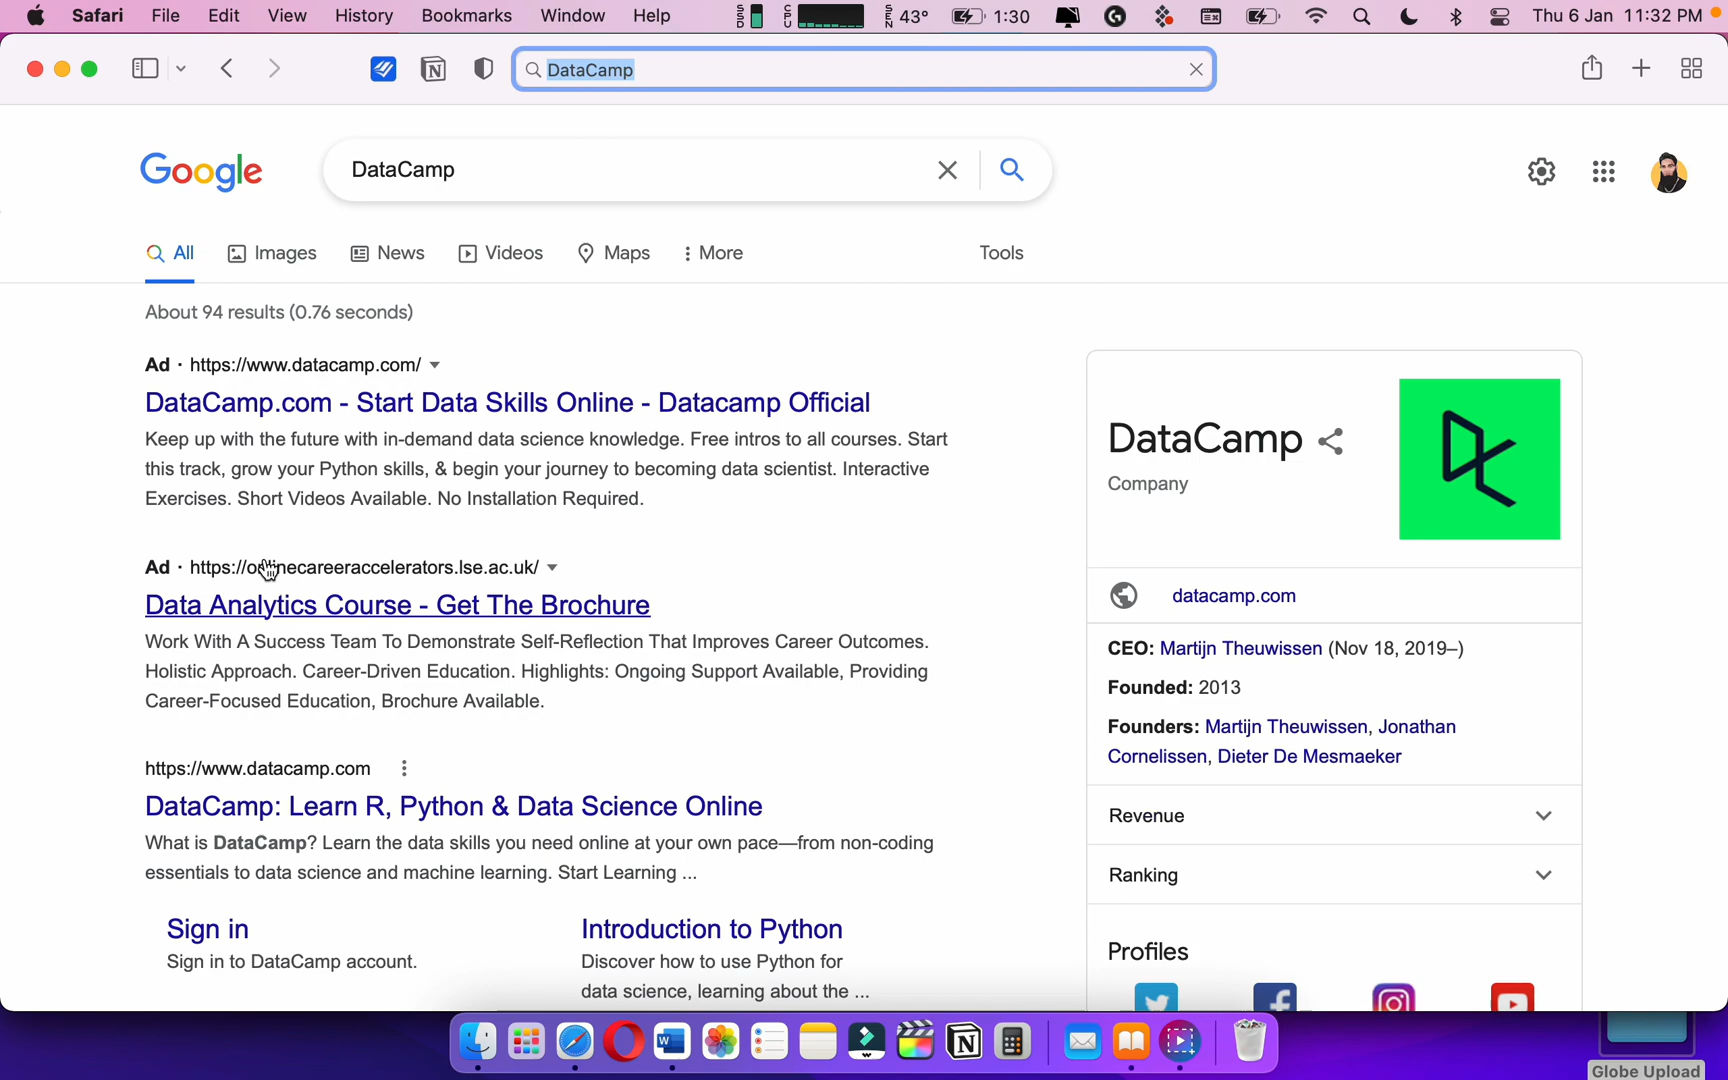 Safari File Edit View History Bookmarks Window Help SSD CPU SEN 43° 1:30 Thu 6 Jan 11:32 PM
DataCamp
Google DataCamp
All Images News Videos Maps More Tools
About 94 results (0.76 seconds)
Ad · https://www.datacamp.com/
DataCamp.com - Start Data Skills Online - Datacamp Official
Keep up with the future with in-demand data science knowledge. Free intros to all courses. Start
this track, grow your Python skills, & begin your journey to becoming data scientist. Interactive
Exercises. Short Videos Available. No Installation Required.
Ad · https://onlinecareeraccelerators.lse.ac.uk/
Data Analytics Course - Get The Brochure
Work With A Success Team To Demonstrate Self-Reflection That Improves Career Outcomes.
Holistic Approach. Career-Driven Education. Highlights: Ongoing Support Available, Providing
Career-Focused Education, Brochure Available.
https://www.datacamp.com
DataCamp: Learn R, Python & Data Science Online
What is DataCamp? Learn the data skills you need online at your own pace—from non-coding
essentials to data science and machine learning. Start Learning ...
Sign in
Sign in to DataCamp account.
Introduction to Python
Discover how to use Python for
data science, learning about the ...
DataCamp
Company
datacamp.com
CEO: Martijn Theuwissen (Nov 18, 2019–)
Founded: 2013
Founders: Martijn Theuwissen, Jonathan
Cornelissen, Dieter De Mesmaeker
Revenue
Ranking
Profiles
Globe Upload